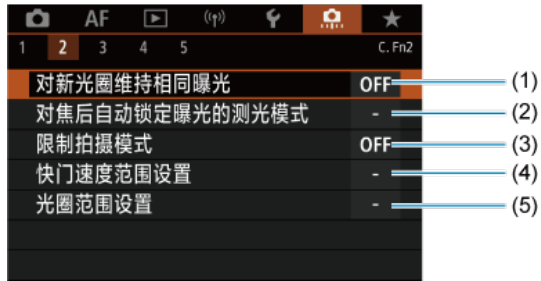 AF
1 2 3 4 5 C.Fn2
对新光圈维持相同曝光 OFF (1)
对焦后自动锁定曝光的测光模式 - (2)
限制拍摄模式 OFF (3)
快门速度范围设置 - (4)
光圈范围设置 - (5)